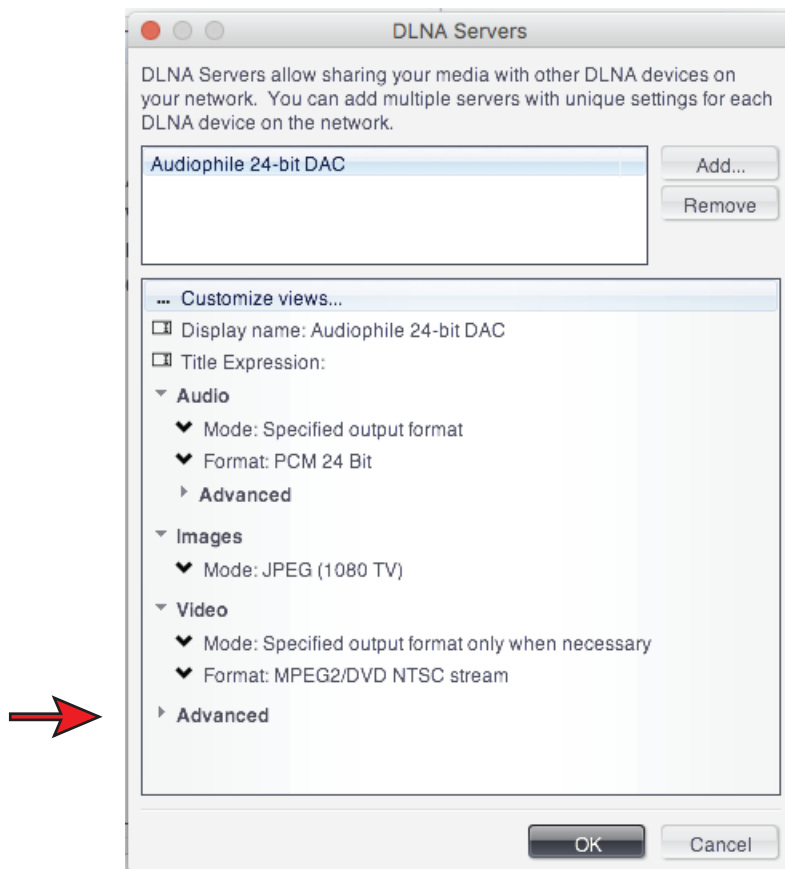 DLNA Servers
DLNA Servers allow sharing your media with other DLNA devices on
your network. You can add multiple servers with unique settings for each
DLNA device on the network.
Audiophile 24-bit DAC
Add...
Remove
... Customize views...
Display name: Audiophile 24-bit DAC
Title Expression:
Audio
Mode: Specified output format
Format: PCM 24 Bit
Advanced
Images
Mode: JPEG (1080 TV)
Video
Mode: Specified output format only when necessary
Format: MPEG2/DVD NTSC stream
Advanced
OK
Cancel